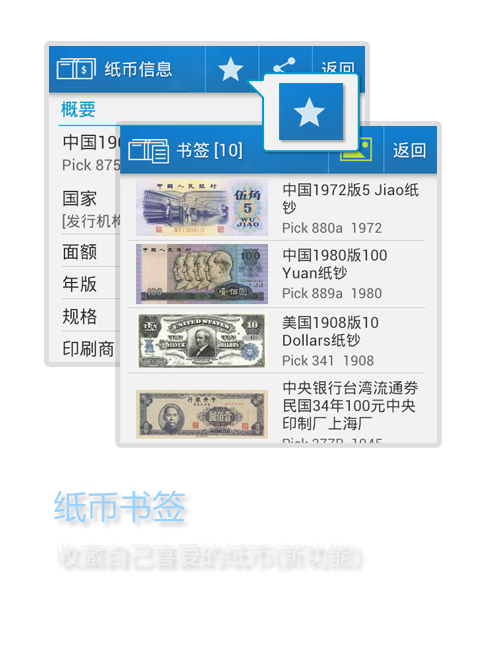 纸币信息
返回
概要
中国19
Pick 875
国家
[发行机构
面额
年版
规格
印刷商
书签 [10]
返回
中国1972版5 Jiao纸
钞
Pick 880a 1972
中国1980版100
Yuan纸钞
Pick 889a 1980
美国1908版10
Dollars纸钞
Pick 341 1908
中央银行台湾流通券
民国34年100元中央
印制厂上海厂
Pick 277B 1945
纸币书签
收藏自己喜爱的纸币(新功能)